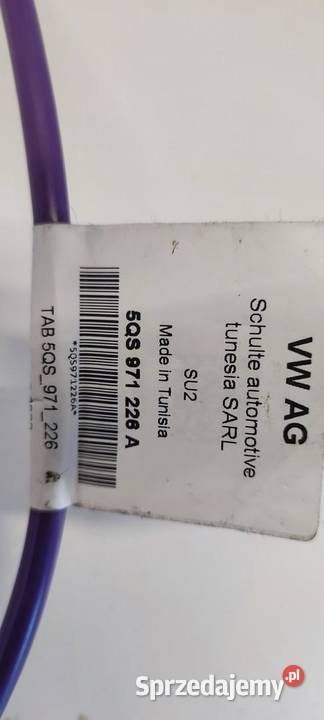 VW AG
Schulte automotive
tunesia SARL
SU2
Made in Tunisia
5QS 971 226 A
*5QS971226A*
TAB 5QS_971_226
Sprzedajemy.pl